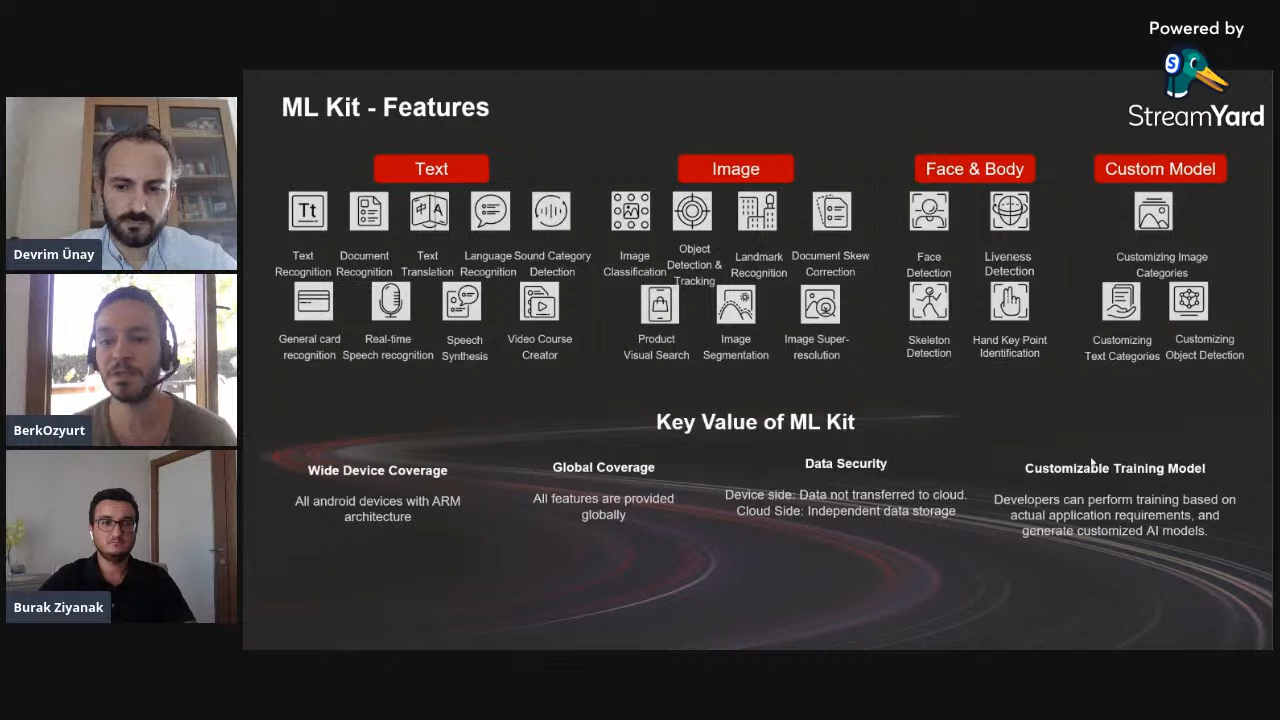 Powered by
StreamYard
Devrim Ünay
BerkOzyurt
Burak Ziyanak
ML Kit - Features
Text
Tt
Text
Recognition
Document
Recognition
Text
Translation
Language
Recognition
Sound Category
Detection
General card
recognition
Real-time
Speech recognition
Speech
Synthesis
Video Course
Creator
Image
Image
Classification
Object
Detection &
Tracking
Landmark
Recognition
Document Skew
Correction
Product
Visual Search
Image
Segmentation
Image Super-
resolution
Face & Body
Face
Detection
Liveness
Detection
Skeleton
Detection
Hand Key Point
Identification
Custom Model
Customizing Image
Categories
Customizing
Text Categories
Customizing
Object Detection
Key Value of ML Kit
Wide Device Coverage
All android devices with ARM
architecture
Global Coverage
All features are provided
globally
Data Security
Device side: Data not transferred to cloud.
Cloud Side: Independent data storage
Customizable Training Model
Developers can perform training based on
actual application requirements, and
generate customized AI models.